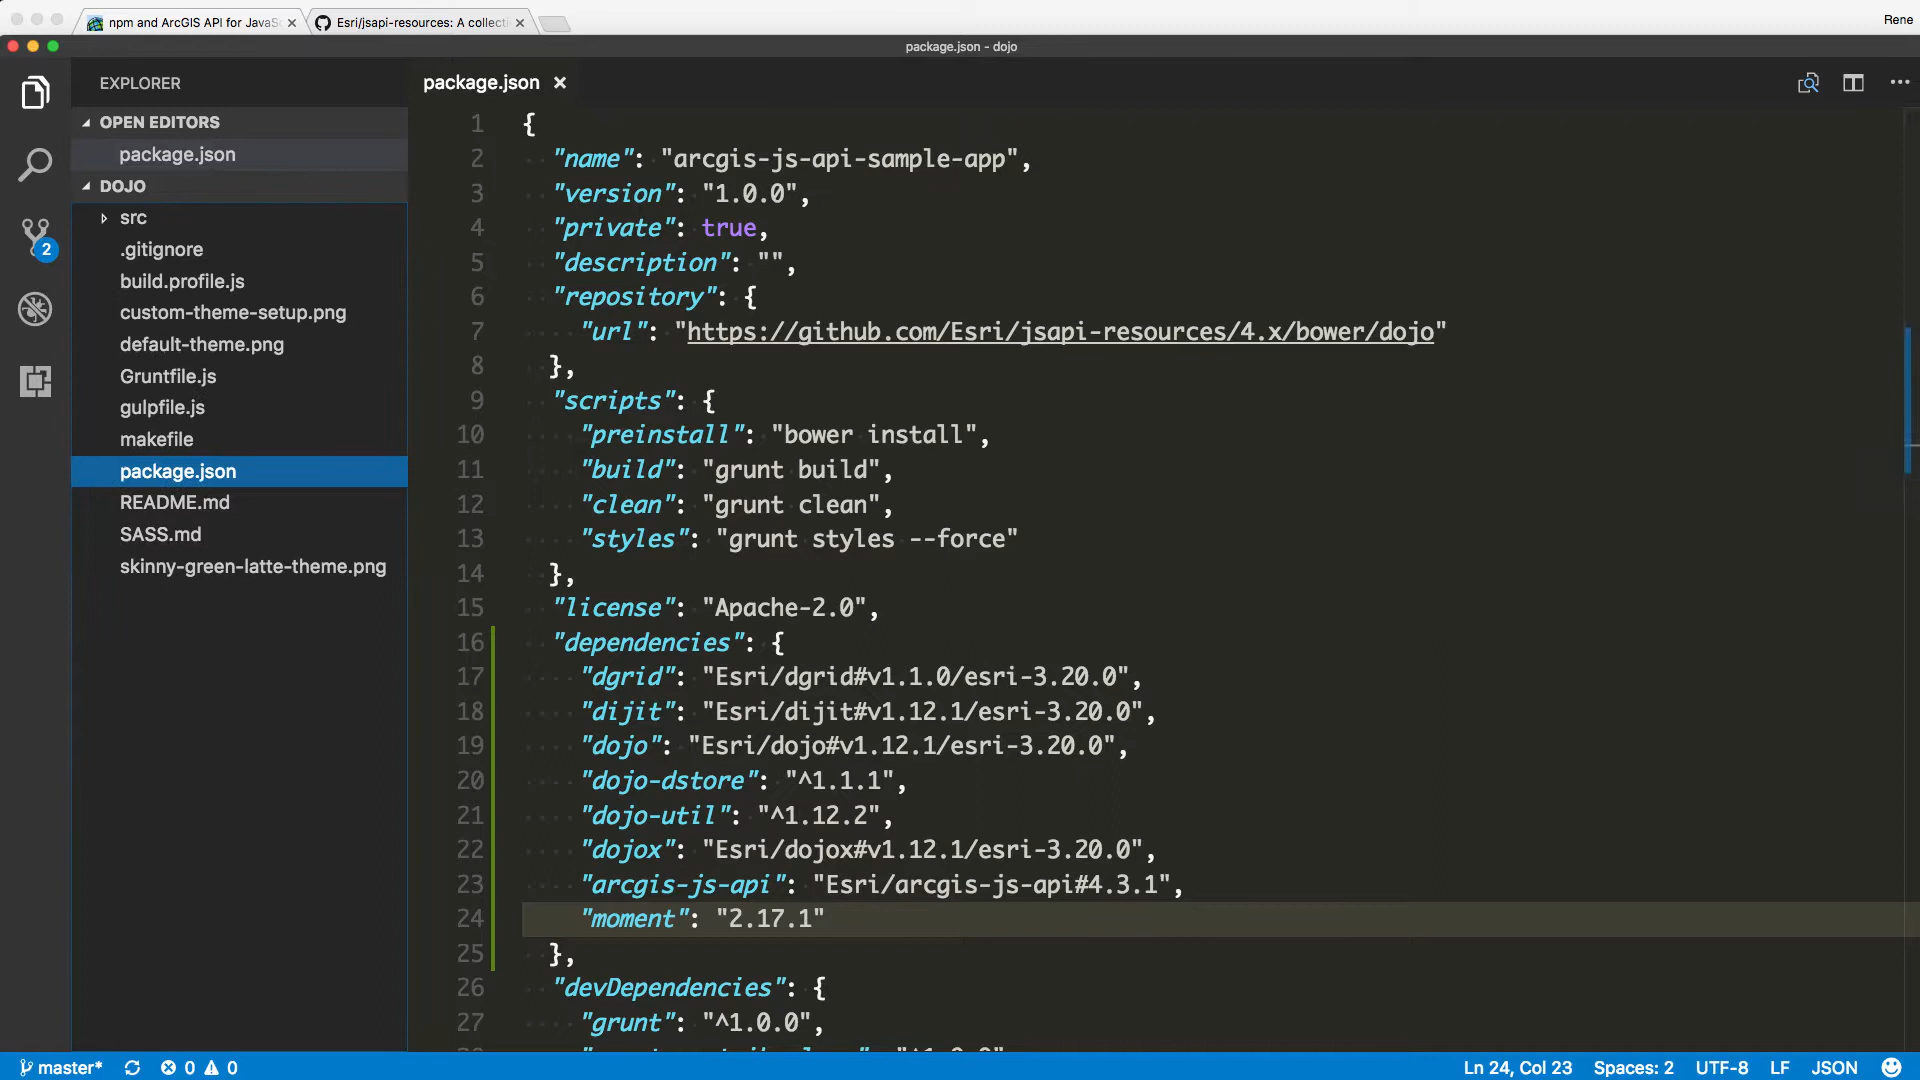 npm and ArcGIS API for JavaSc
Esri/jsapi-resources: A collecti
Rene
package.json - dojo
EXPLORER
OPEN EDITORS
package.json
DOJO
src
.gitignore
build.profile.js
custom-theme-setup.png
default-theme.png
Gruntfile.js
gulpfile.js
makefile
package.json
README.md
SASS.md
skinny-green-latte-theme.png
2
package.json
1 {
2 "name": "arcgis-js-api-sample-app",
3 "version": "1.0.0",
4 "private": true,
5 "description": "",
6 "repository": {
7 "url": "https://github.com/Esri/jsapi-resources/4.x/bower/dojo"
8 },
9 "scripts": {
10 "preinstall": "bower install",
11 "build": "grunt build",
12 "clean": "grunt clean",
13 "styles": "grunt styles --force"
14 },
15 "license": "Apache-2.0",
16 "dependencies": {
17 "dgrid": "Esri/dgrid#v1.1.0/esri-3.20.0",
18 "dijit": "Esri/dijit#v1.12.1/esri-3.20.0",
19 "dojo": "Esri/dojo#v1.12.1/esri-3.20.0",
20 "dojo-dstore": "^1.1.1",
21 "dojo-util": "^1.12.2",
22 "dojox": "Esri/dojox#v1.12.1/esri-3.20.0",
23 "arcgis-js-api": "Esri/arcgis-js-api#4.3.1",
24 "moment": "2.17.1"
25 },
26 "devDependencies": {
27 "grunt": "^1.0.0",
master* 0 0
Ln 24, Col 23 Spaces: 2 UTF-8 LF JSON